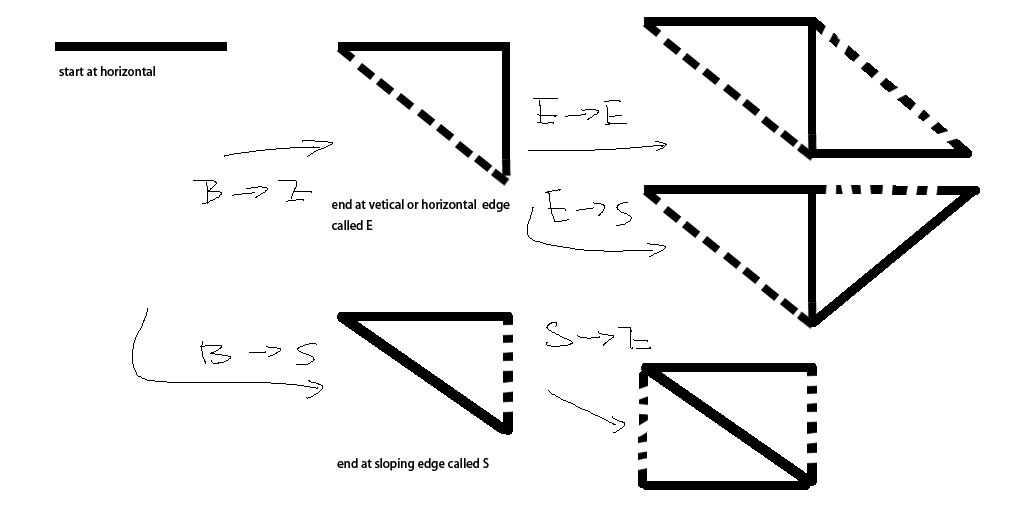 start at horizontal
B → E
end at vetical or horizontal edge
called E
E → E
E → S
B → S
end at sloping edge called S
S → E